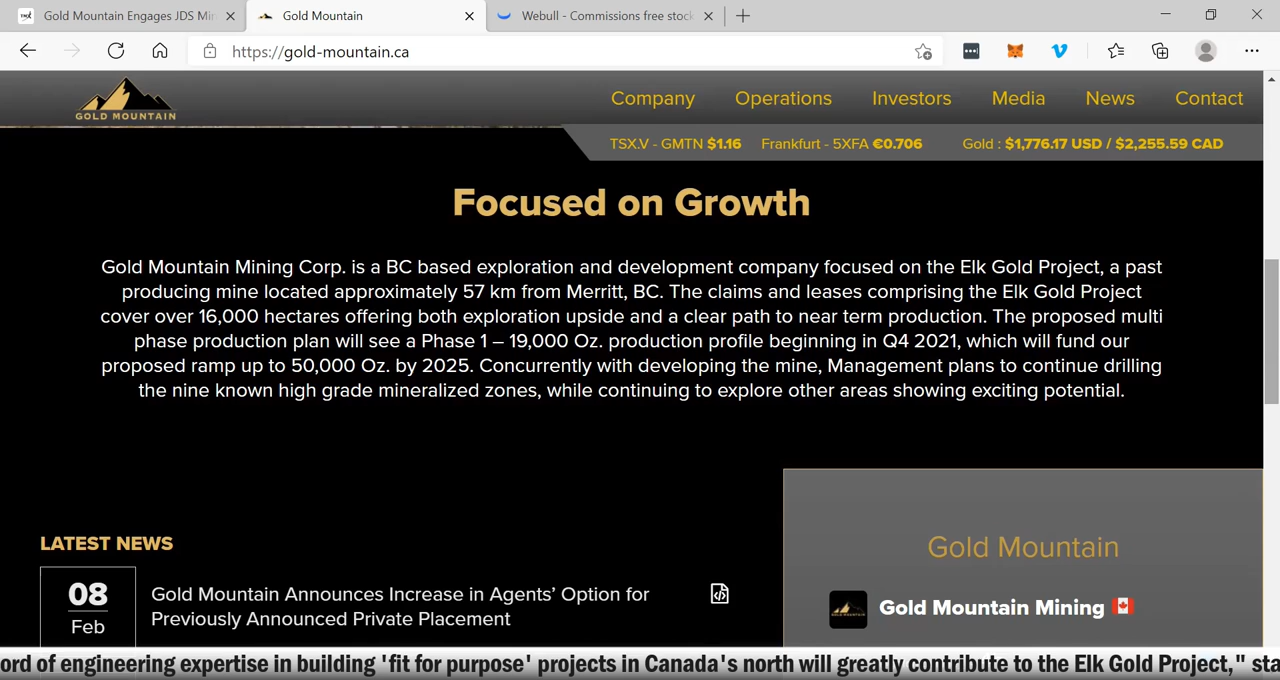 Gold Mountain Engages JDS Min
Gold Mountain
Webull - Commissions free stock
https://gold-mountain.ca
GOLD MOUNTAIN
Company Operations Investors Media News Contact
TSX.V - GMTN $1.16 Frankfurt - 5XFA €0.706 Gold : $1,776.17 USD / $2,255.59 CAD
Focused on Growth
Gold Mountain Mining Corp. is a BC based exploration and development company focused on the Elk Gold Project, a past
producing mine located approximately 57 km from Merritt, BC. The claims and leases comprising the Elk Gold Project
cover over 16,000 hectares offering both exploration upside and a clear path to near term production. The proposed multi
phase production plan will see a Phase 1 – 19,000 Oz. production profile beginning in Q4 2021, which will fund our
proposed ramp up to 50,000 Oz. by 2025. Concurrently with developing the mine, Management plans to continue drilling
the nine known high grade mineralized zones, while continuing to explore other areas showing exciting potential.
LATEST NEWS
08
Feb
Gold Mountain Announces Increase in Agents’ Option for
Previously Announced Private Placement
Gold Mountain
Gold Mountain Mining
ord of engineering expertise in building 'fit for purpose' projects in Canada's north will greatly contribute to the Elk Gold Project," sta